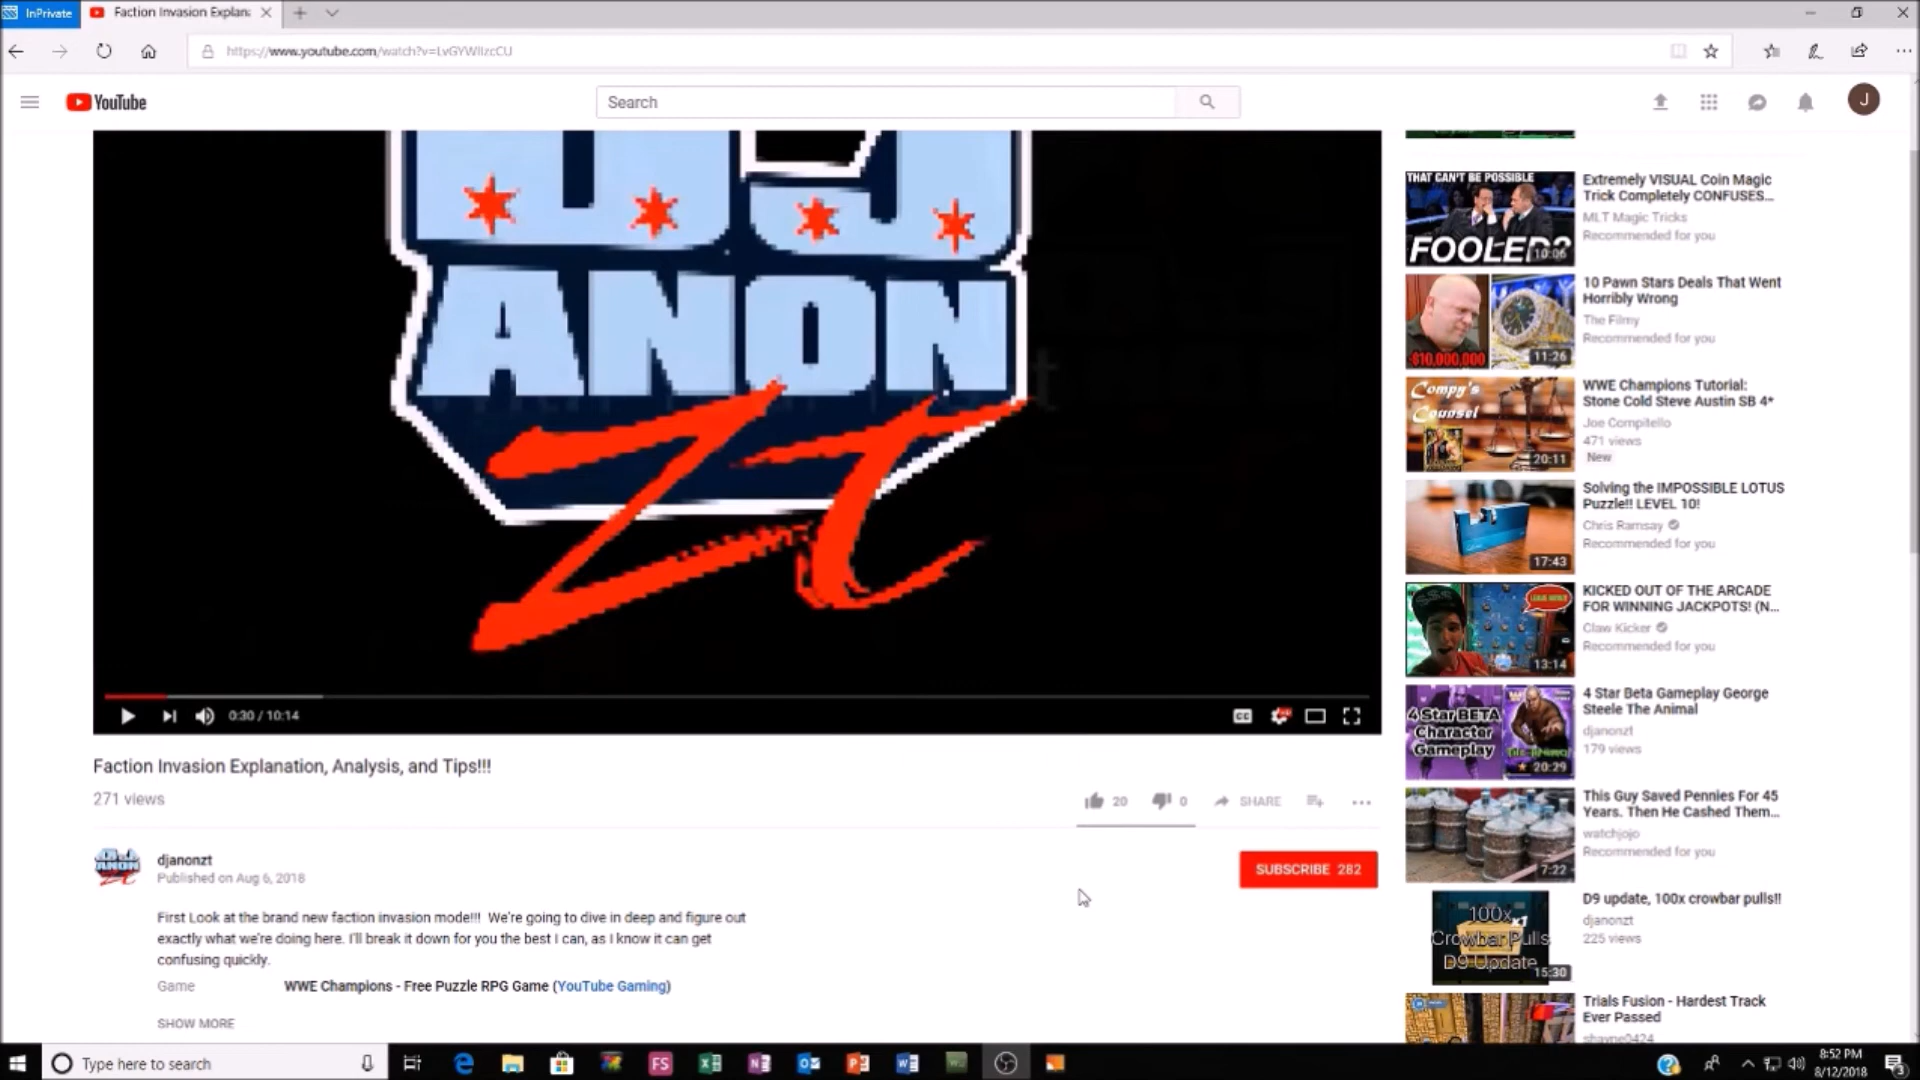 InPrivate
Faction Invasion Explan
https://www.youtube.com/watch?v=LvGYWIIzcCU
YouTube
Search
J
ANON
Zt
0:30 / 10:14
CC
Faction Invasion Explanation, Analysis, and Tips!!!
271 views
20
0
SHARE
djanonzt
Published on Aug 6, 2018
SUBSCRIBE 282
First Look at the brand new faction invasion mode!!! We're going to dive in deep and figure out
exactly what we're doing here. I'll break it down for you the best I can, as I know it can get
confusing quickly.
Game
WWE Champions - Free Puzzle RPG Game (YouTube Gaming)
SHOW MORE
THAT CAN'T BE POSSIBLE
FOOLED?
10:06
Extremely VISUAL Coin Magic
Trick Completely CONFUSES...
MLT Magic Tricks
Recommended for you
$10,000,000
11:26
10 Pawn Stars Deals That Went
Horribly Wrong
The Filmy
Recommended for you
Compy's
Counsel
20:11
WWE Champions Tutorial:
Stone Cold Steve Austin SB 4*
Joe Compitello
471 views
New
17:43
Solving the IMPOSSIBLE LOTUS
Puzzle!! LEVEL 10!
Chris Ramsay
Recommended for you
13:14
KICKED OUT OF THE ARCADE
FOR WINNING JACKPOTS! (N...
Claw Kicker
Recommended for you
4 Star BETA
Character
Gameplay
20:29
4 Star Beta Gameplay George
Steele The Animal
djanonzt
179 views
7:22
This Guy Saved Pennies For 45
Years. Then He Cashed Them...
watchjojo
Recommended for you
100x
Crowbar Pulls
D9 Update
15:30
D9 update, 100x crowbar pulls!!
djanonzt
225 views
Trials Fusion - Hardest Track
Ever Passed
shayne0424
Type here to search
FS
8:52 PM
8/12/2018
3